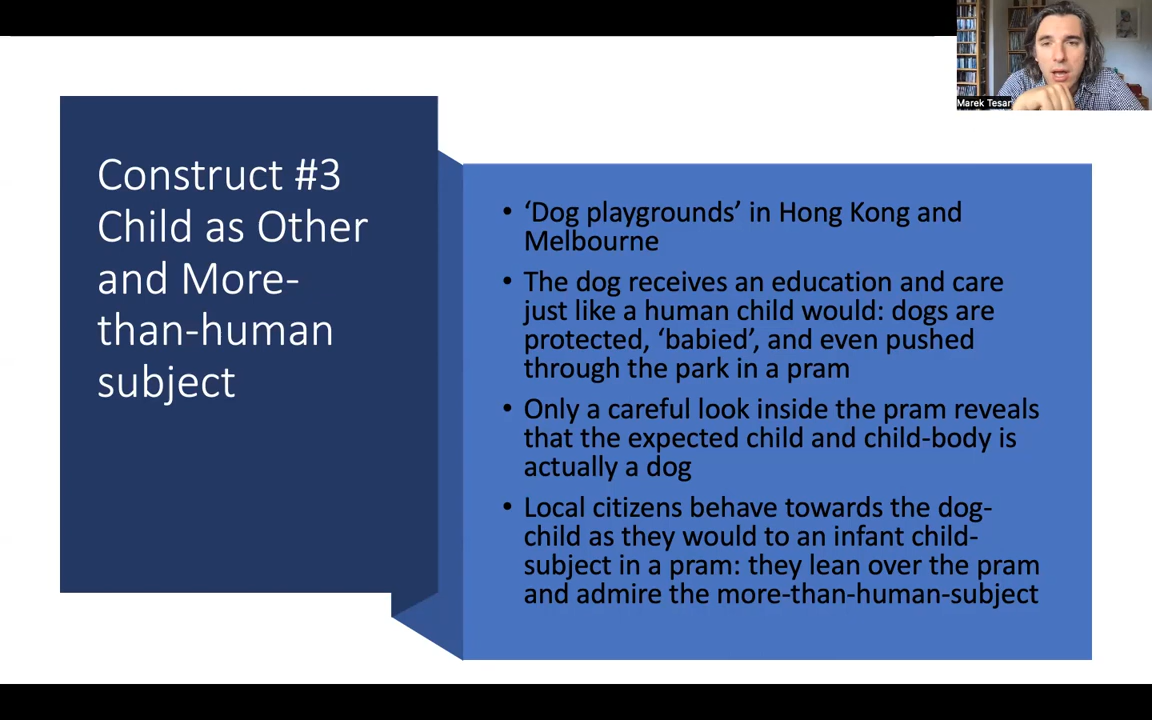 Marek Tesar
Construct #3
Child as Other
and More-
than-human
subject
• ‘Dog playgrounds’ in Hong Kong and
Melbourne
• The dog receives an education and care
just like a human child would: dogs are
protected, ‘babied’, and even pushed
through the park in a pram
• Only a careful look inside the pram reveals
that the expected child and child-body is
actually a dog
• Local citizens behave towards the dog-
child as they would to an infant child-
subject in a pram: they lean over the pram
and admire the more-than-human-subject